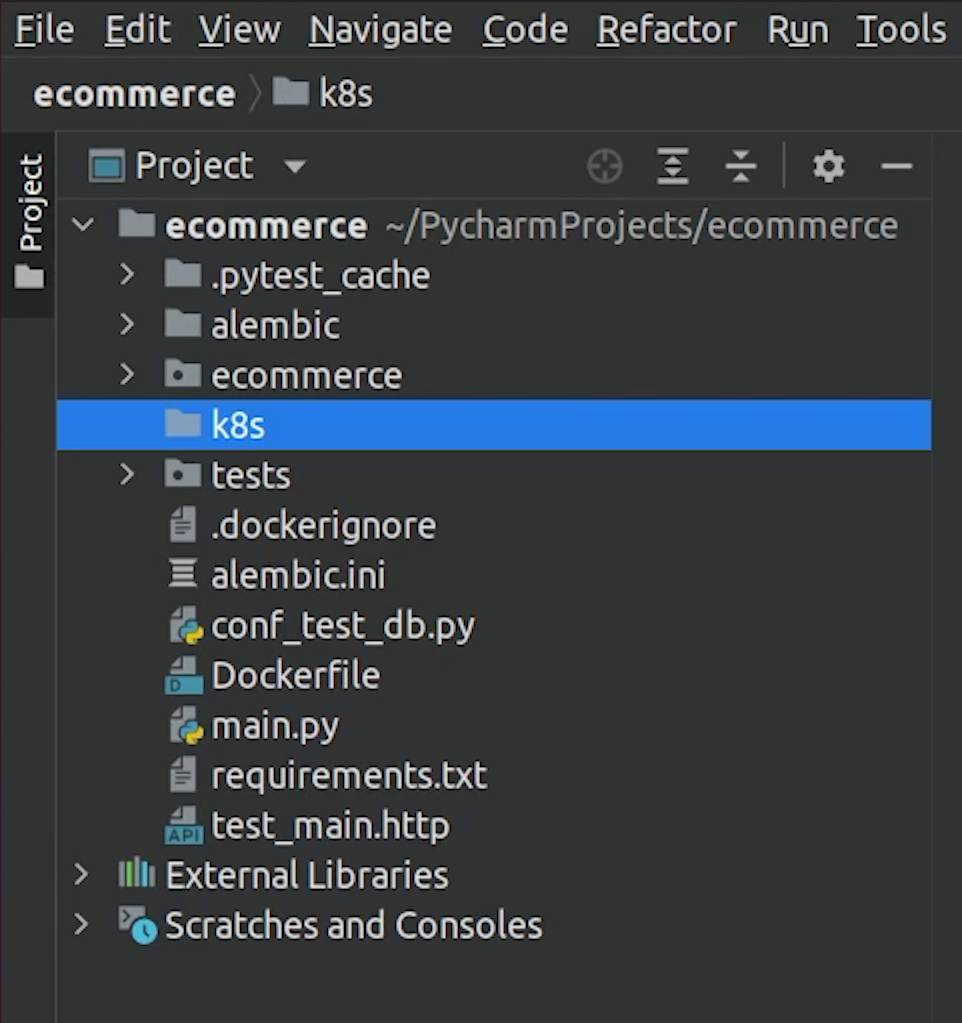 File Edit View Navigate Code Refactor Run Tools
ecommerce k8s
Project
Project
ecommerce ~/PycharmProjects/ecommerce
.pytest_cache
alembic
ecommerce
k8s
tests
.dockerignore
alembic.ini
conf_test_db.py
D Dockerfile
main.py
requirements.txt
API test_main.http
External Libraries
Scratches and Consoles